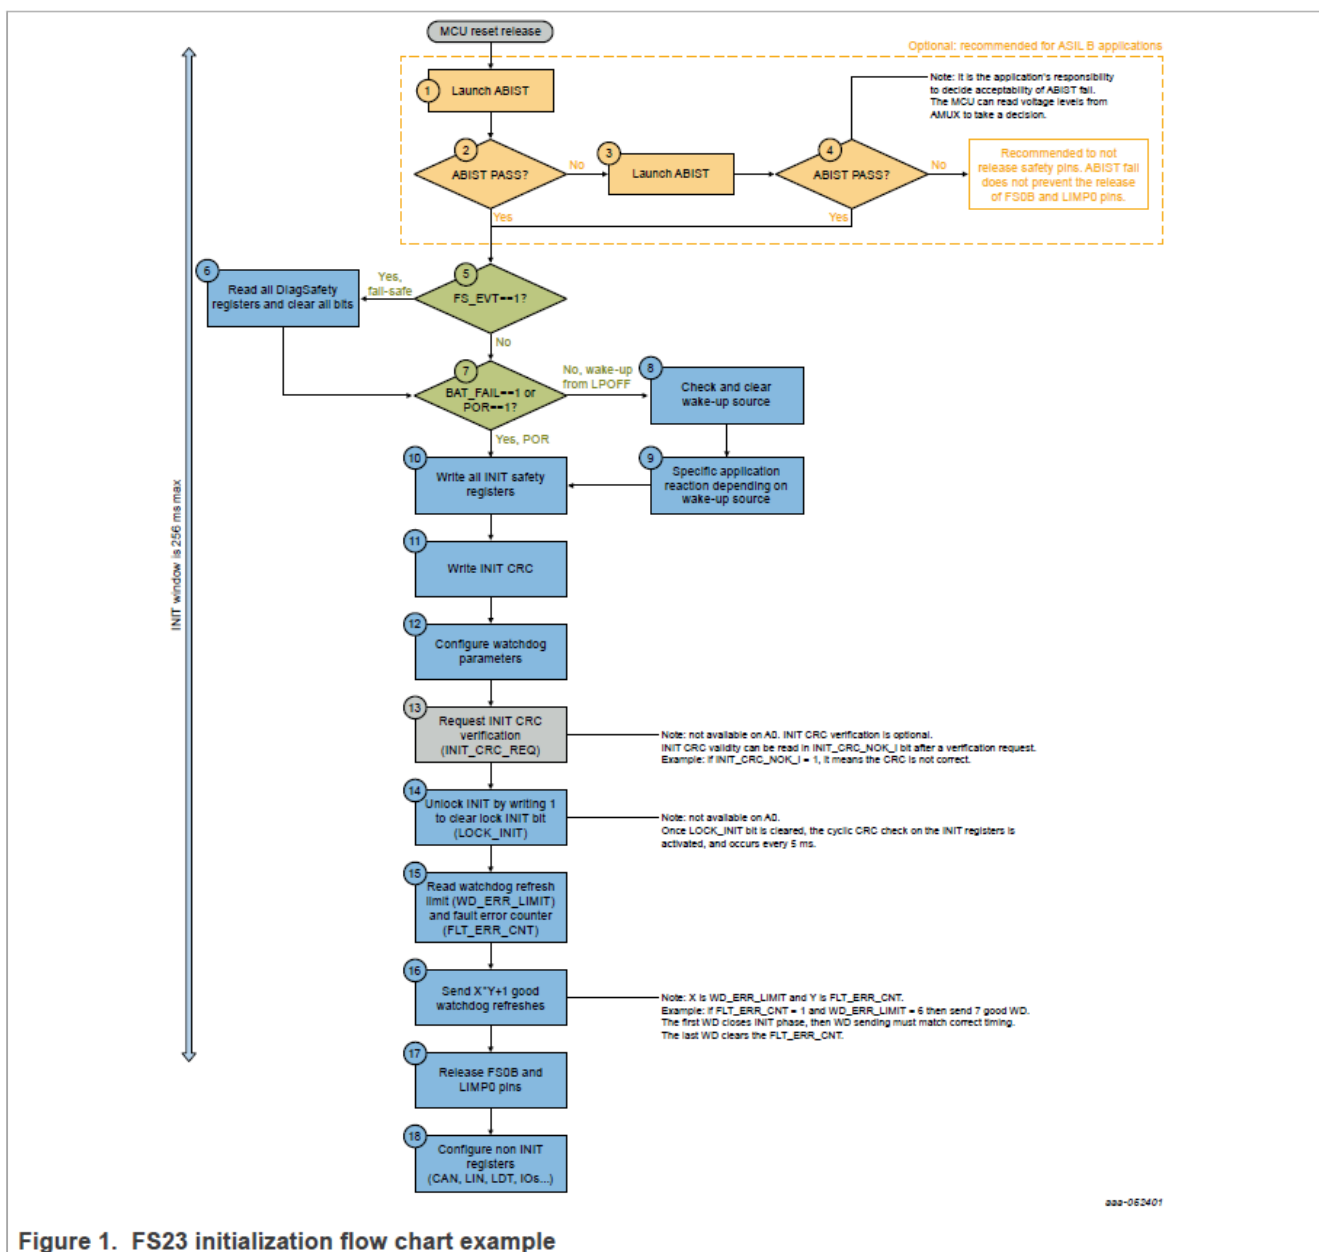 MCU reset release
Optional: recommended for ASIL B applications
1
Launch ABIST
Note: It is the application's responsibility
to decide acceptability of ABIST fail.
The MCU can read voltage levels from
AMUX to take a decision.
2
ABIST PASS?
No
3
Launch ABIST
4
ABIST PASS?
No
Recommended to not
release safety pins. ABIST fail
does not prevent the release
of FS0B and LIMP0 pins.
Yes
Yes
5
FS_EVT==1?
Yes,
fail-safe
6
Read all DiagSafety
registers and clear all bits
No
7
BAT_FAIL==1 or
POR==1?
No, wake-up
from LPOFF
8
Check and clear
wake-up source
Yes, POR
9
Specific application
reaction depending on
wake-up source
10
Write all INIT safety
registers
11
Write INIT CRC
INIT window is 256 ms max
12
Configure watchdog
parameters
13
Request INIT CRC
verification
(INIT_CRC_REQ)
Note: not available on A0. INIT CRC verification is optional.
INIT CRC validity can be read in INIT_CRC_NOK_I bit after a verification request.
Example: if INIT_CRC_NOK_I = 1, it means the CRC is not correct.
14
Unlock INIT by writing 1
to clear lock INIT bit
(LOCK_INIT)
Note: not available on A0.
Once LOCK_INIT bit is cleared, the cyclic CRC check on the INIT registers is
activated, and occurs every 5 ms.
15
Read watchdog refresh
limit (WD_ERR_LIMIT)
and fault error counter
(FLT_ERR_CNT)
16
Send X*Y+1 good
watchdog refreshes
Note: X is WD_ERR_LIMIT and Y is FLT_ERR_CNT.
Example: if FLT_ERR_CNT = 1 and WD_ERR_LIMIT = 6 then send 7 good WD.
The first WD closes INIT phase, then WD sending must match correct timing.
The last WD clears the FLT_ERR_CNT.
17
Release FS0B and
LIMP0 pins
18
Configure non INIT
registers
(CAN, LIN, LDT, IOs...)
aaa-052401
Figure 1. FS23 initialization flow chart example